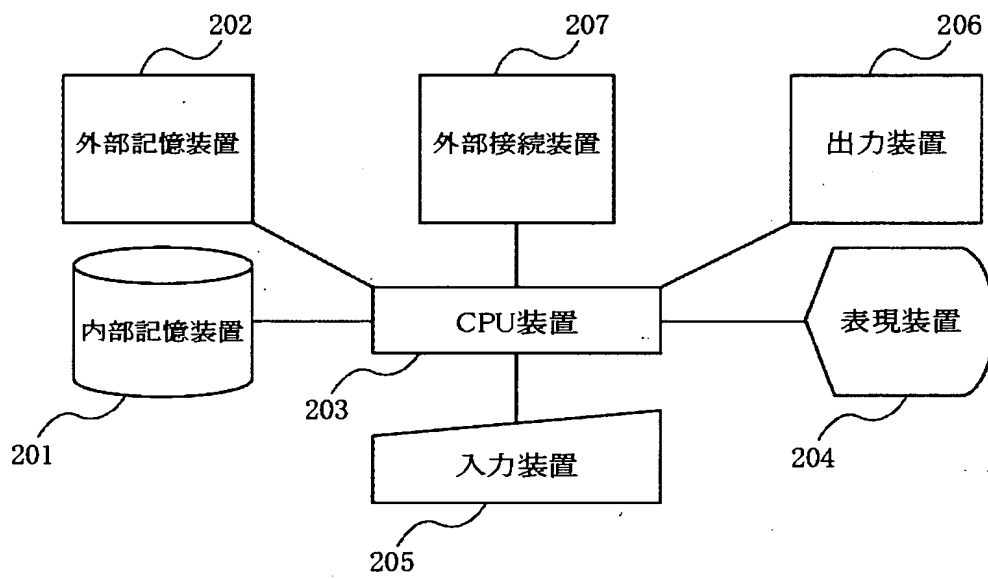 202
207
206
外部記憶装置
外部接続装置
出力装置
内部記憶装置
CPU装置
表現装置
203
201
入力装置
204
205